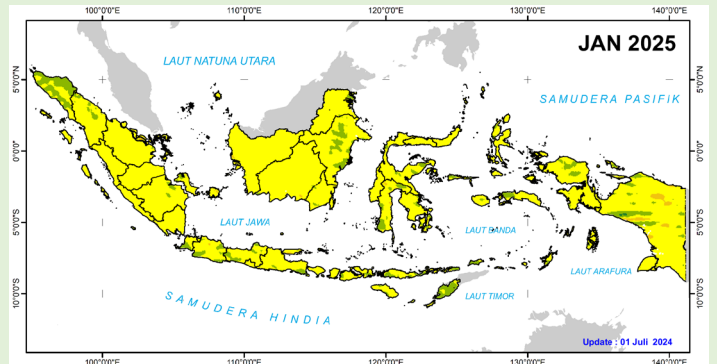 100°0'0"E 110°0'0"E 120°0'0"E 130°0'0"E 140°0'0"E
JAN 2025
LAUT NATUNA UTARA
5°0'0"N 5°0'0"N
SAMUDERA PASIFIK
0°0'0" 0°0'0"
LAUT JAWA
5°0'0"S 5°0'0"S
LAUT BANDA
LAUT ARAFURA
10°0'0"S 10°0'0"S
LAUT TIMOR
SAMUDERA HINDIA
Update : 01 Juli 2024
100°0'0"E 110°0'0"E 120°0'0"E 130°0'0"E 140°0'0"E